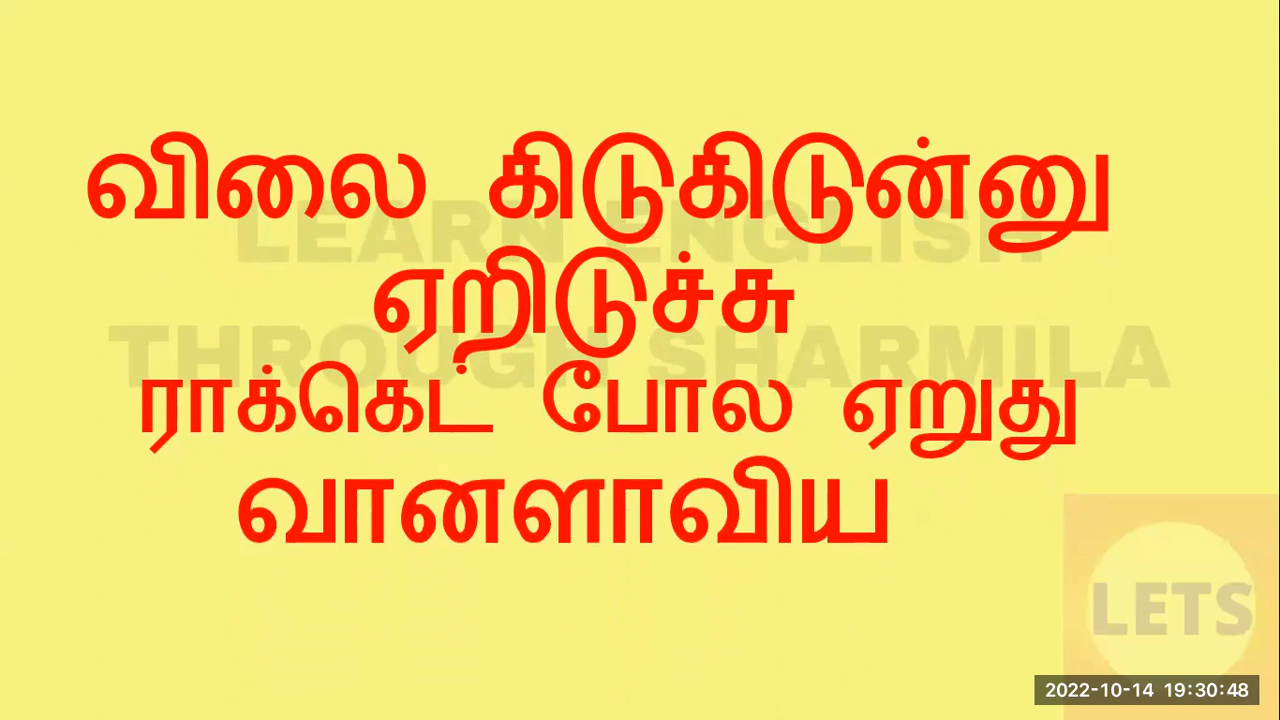 விலை கிடுகிடுன்னு
ஏறிடுச்சு
ராக்கெட் போல ஏறுது
வானளாவிய
LEARN ENGLISH
THROUGH SHARMILA
LETS
2022-10-14 19:30:48